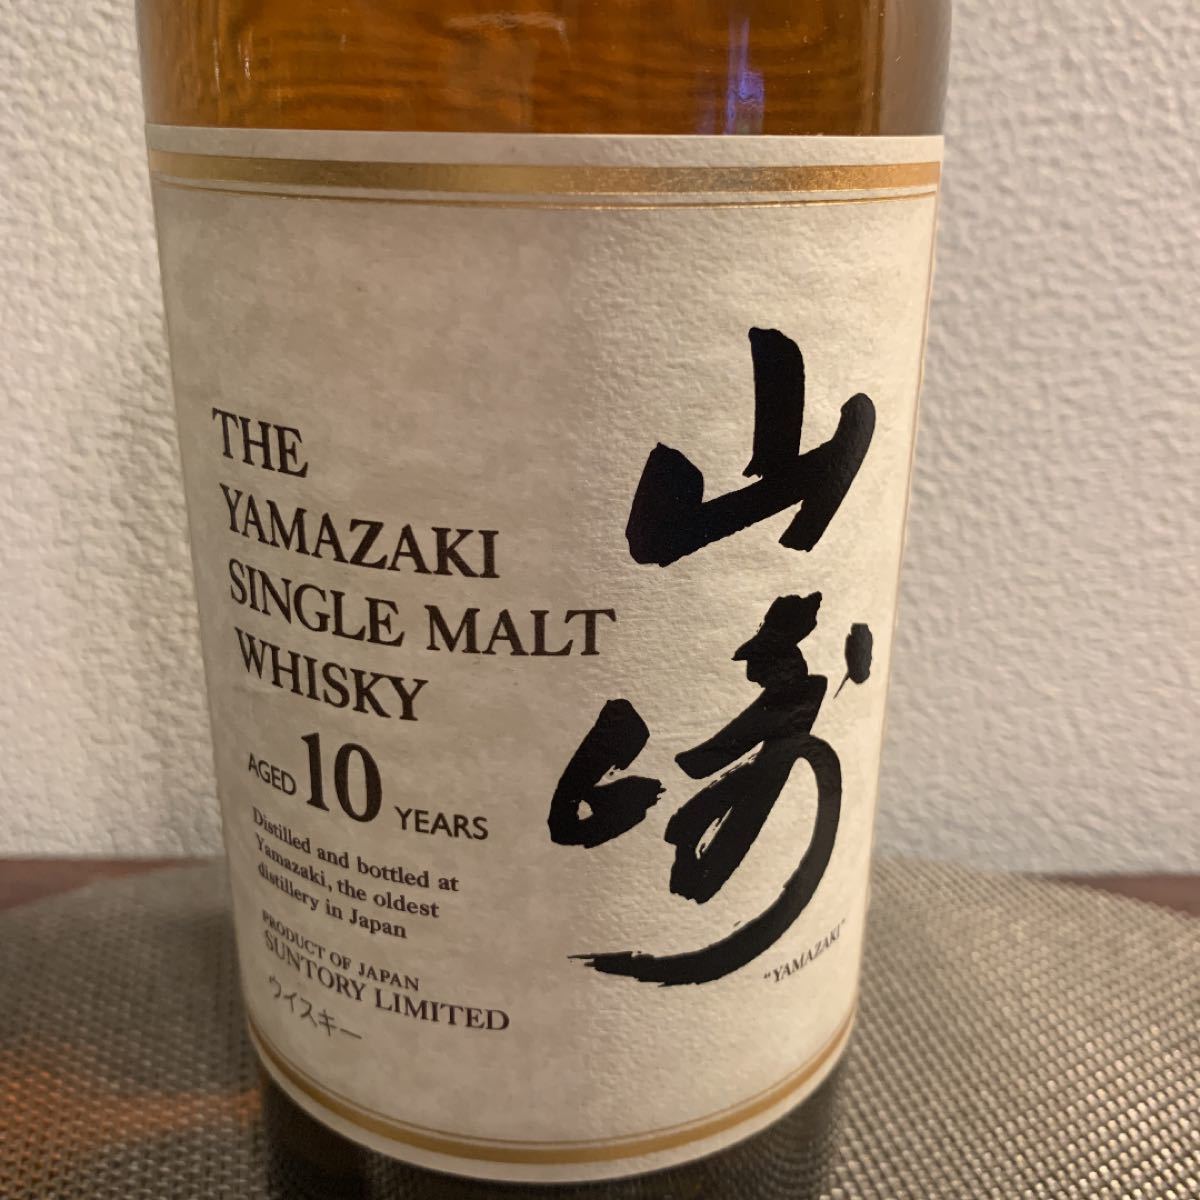 THE
YAMAZAKI
SINGLE MALT
WHISKY
AGED 10 YEARS
Distilled and bottled at
Yamazaki, the oldest
distillery in Japan
PRODUCT OF JAPAN
SUNTORY LIMITED
ウイスキー
山崎
"YAMAZAKI"